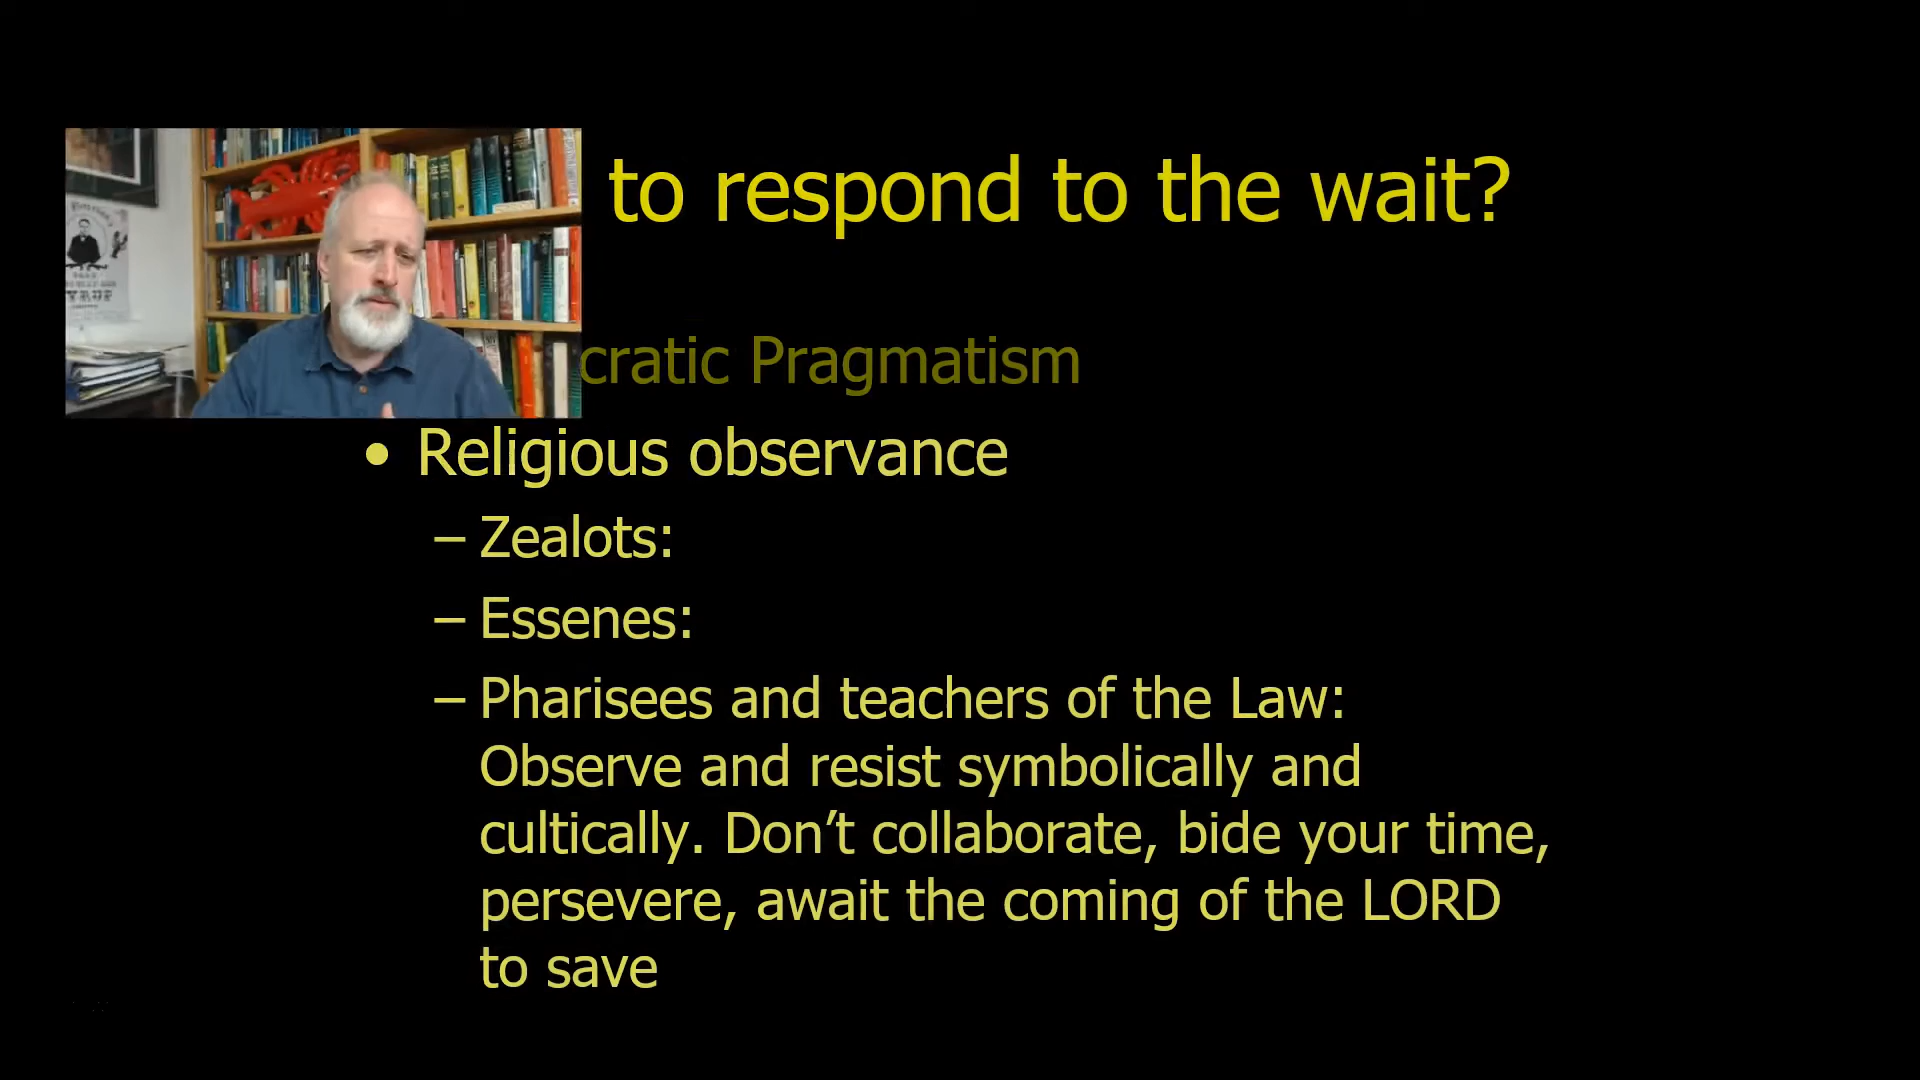 to respond to the wait?
cratic Pragmatism
• Religious observance
– Zealots:
– Essenes:
– Pharisees and teachers of the Law:
Observe and resist symbolically and
cultically. Don’t collaborate, bide your time,
persevere, await the coming of the LORD
to save